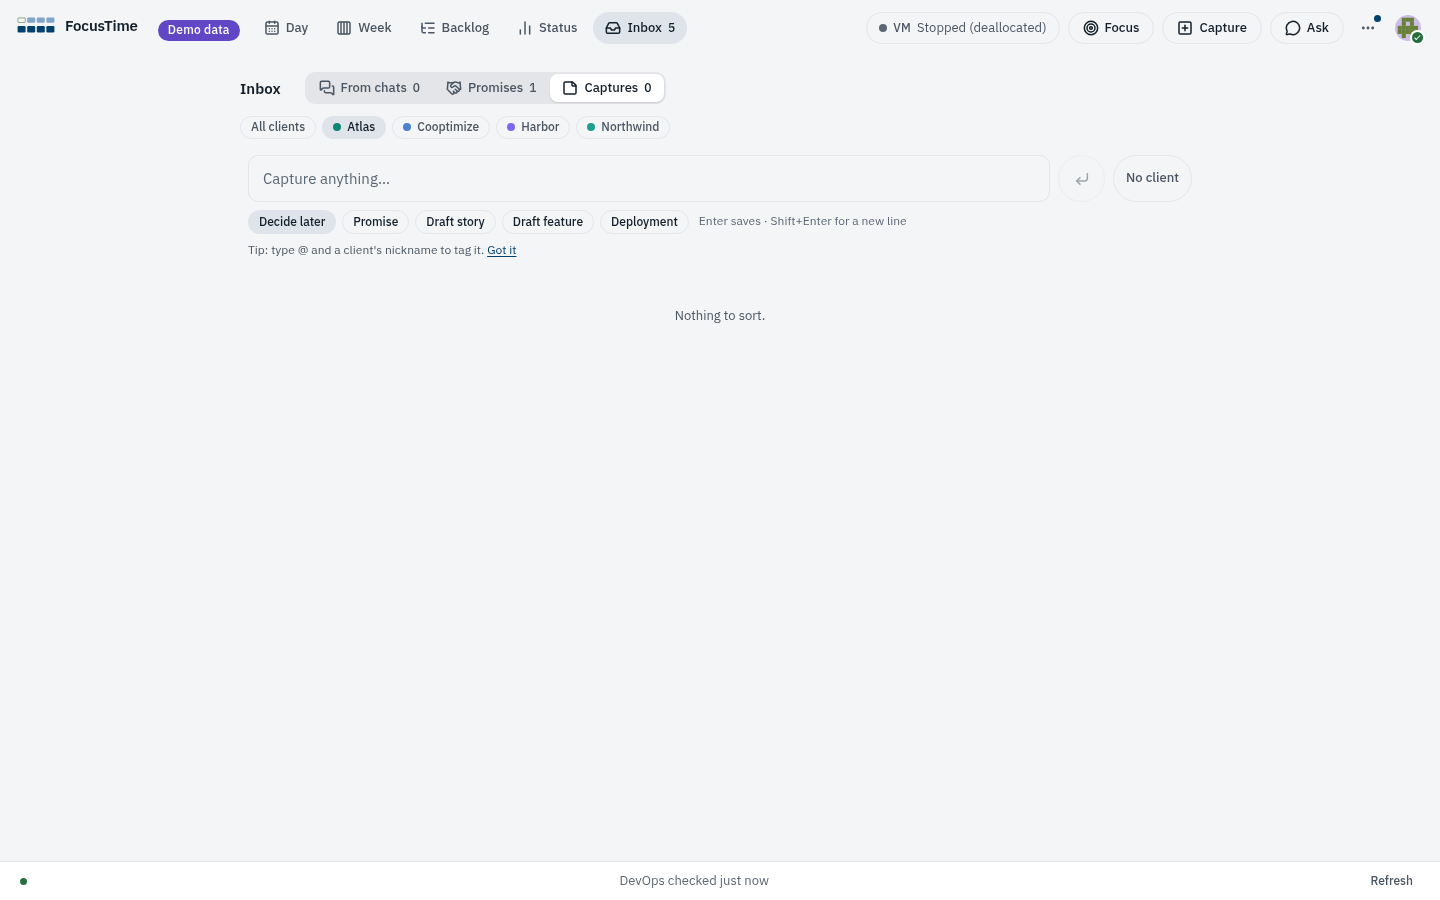 FocusTime
Demo data
Day
Week
Backlog
Status
Inbox 5
VM Stopped (deallocated)
Focus
Capture
Ask
Inbox
From chats 0
Promises 1
Captures 0
All clients
Atlas
Cooptimize
Harbor
Northwind
Capture anything...
No client
Decide later
Promise
Draft story
Draft feature
Deployment
Enter saves · Shift+Enter for a new line
Tip: type @ and a client's nickname to tag it. Got it
Nothing to sort.
DevOps checked just now
Refresh